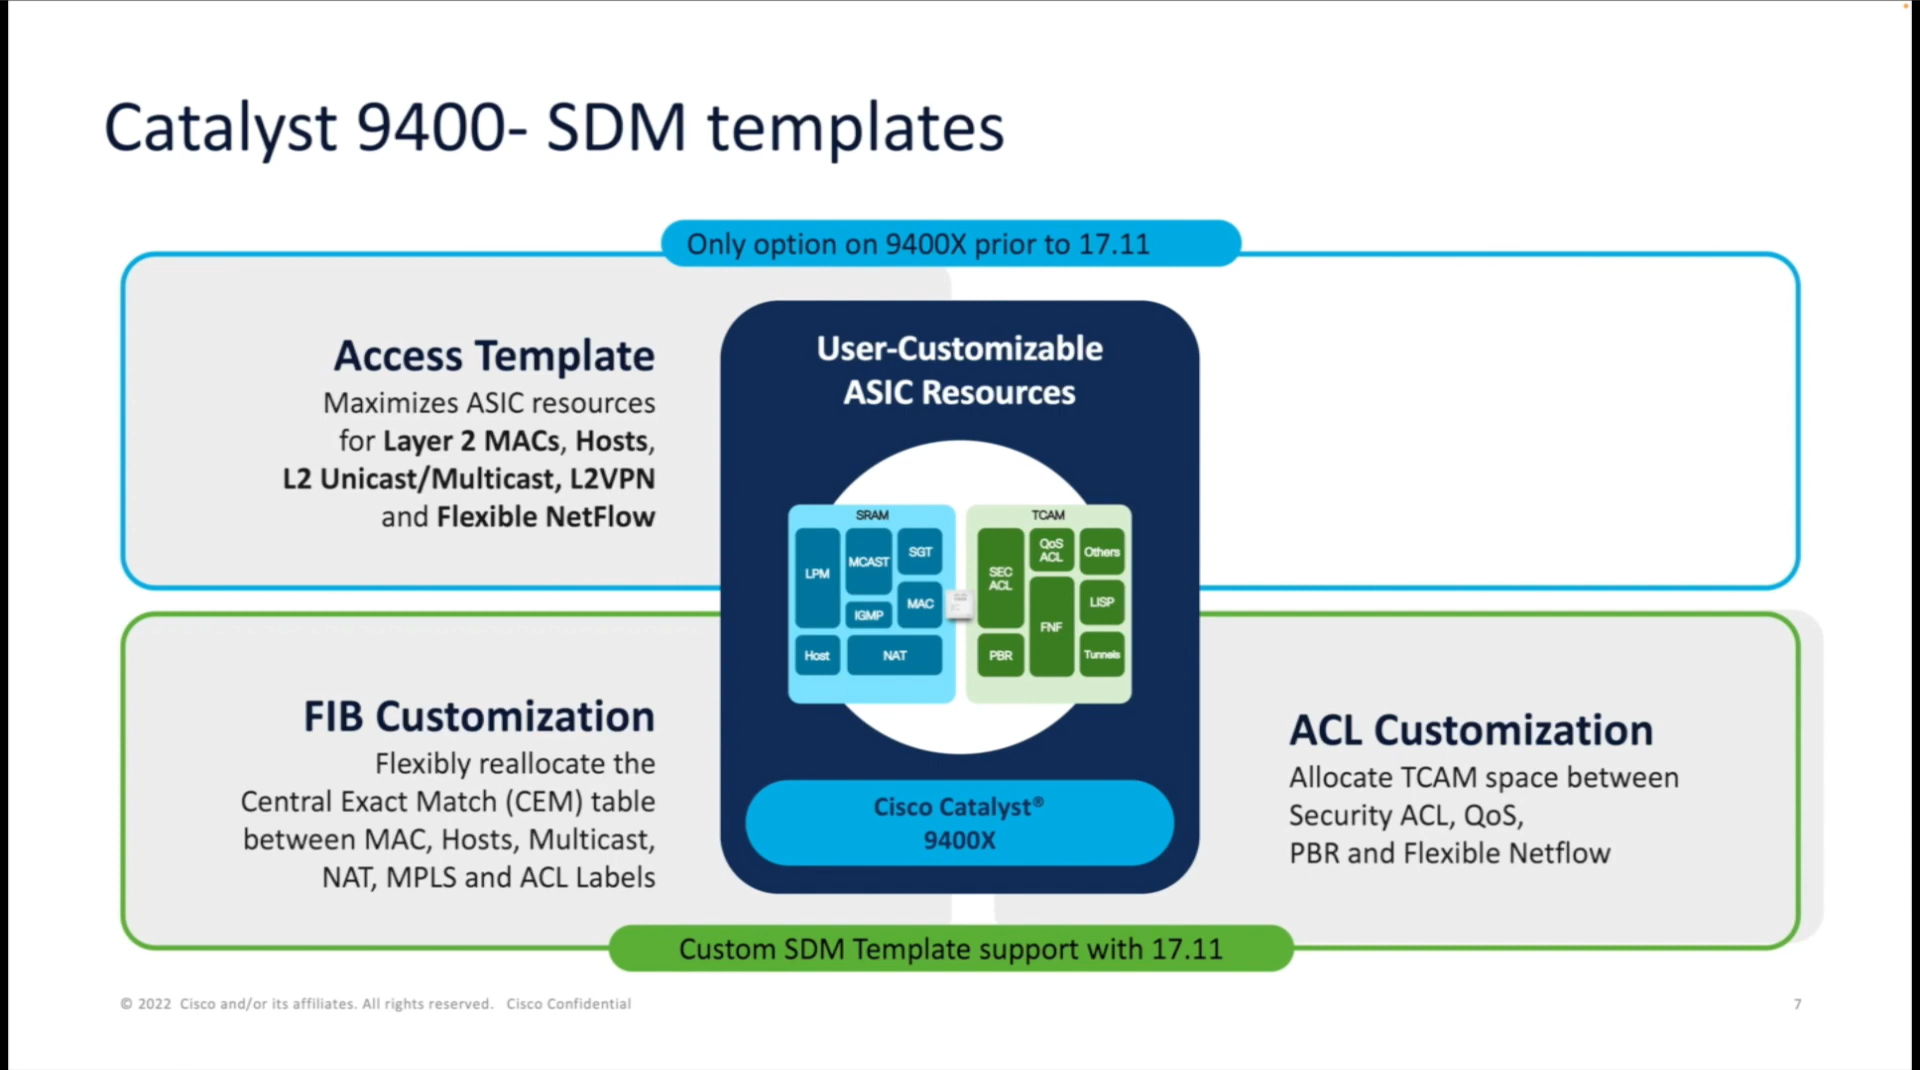 Catalyst 9400- SDM templates
Only option on 9400X prior to 17.11
Access Template
Maximizes ASIC resources
for Layer 2 MACs, Hosts,
L2 Unicast/Multicast, L2VPN
and Flexible NetFlow
User-Customizable
ASIC Resources
SRAM
LPM
MCAST
SGT
IGMP
MAC
Host
NAT
TCAM
SEC
ACL
QoS
ACL
Others
FNF
LISP
PBR
Tunnels
Cisco Catalyst®
9400X
FIB Customization
Flexibly reallocate the
Central Exact Match (CEM) table
between MAC, Hosts, Multicast,
NAT, MPLS and ACL Labels
ACL Customization
Allocate TCAM space between
Security ACL, QoS,
PBR and Flexible Netflow
Custom SDM Template support with 17.11
© 2022 Cisco and/or its affiliates. All rights reserved. Cisco Confidential
7